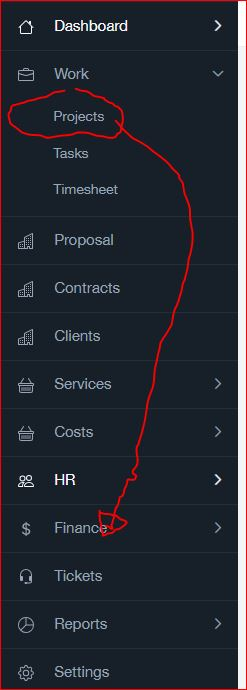 Dashboard
Work
Projects
Tasks
Timesheet
Proposal
Contracts
Clients
Services
Costs
HR
$ Finance
Tickets
Reports
Settings